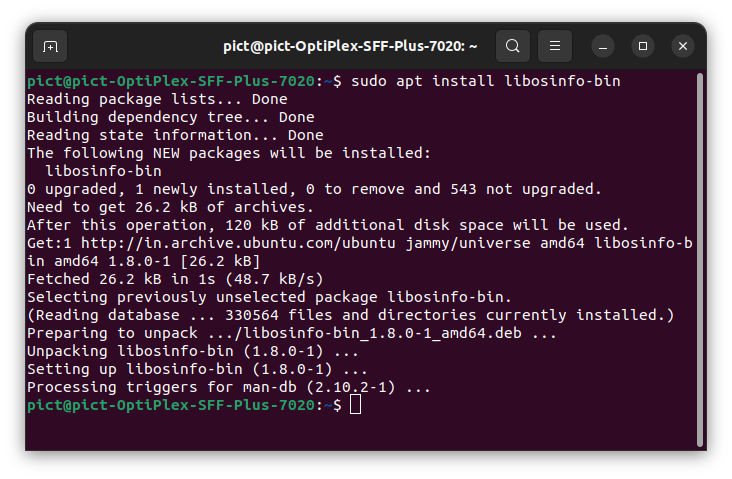 pict@pict-OptiPlex-SFF-Plus-7020: ~
pict@pict-OptiPlex-SFF-Plus-7020:~$ sudo apt install libosinfo-bin
Reading package lists... Done
Building dependency tree... Done
Reading state information... Done
The following NEW packages will be installed:
  libosinfo-bin
0 upgraded, 1 newly installed, 0 to remove and 543 not upgraded.
Need to get 26.2 kB of archives.
After this operation, 120 kB of additional disk space will be used.
Get:1 http://in.archive.ubuntu.com/ubuntu jammy/universe amd64 libosinfo-b
in amd64 1.8.0-1 [26.2 kB]
Fetched 26.2 kB in 1s (48.7 kB/s)
Selecting previously unselected package libosinfo-bin.
(Reading database ... 330564 files and directories currently installed.)
Preparing to unpack .../libosinfo-bin_1.8.0-1_amd64.deb ...
Unpacking libosinfo-bin (1.8.0-1) ...
Setting up libosinfo-bin (1.8.0-1) ...
Processing triggers for man-db (2.10.2-1) ...
pict@pict-OptiPlex-SFF-Plus-7020:~$